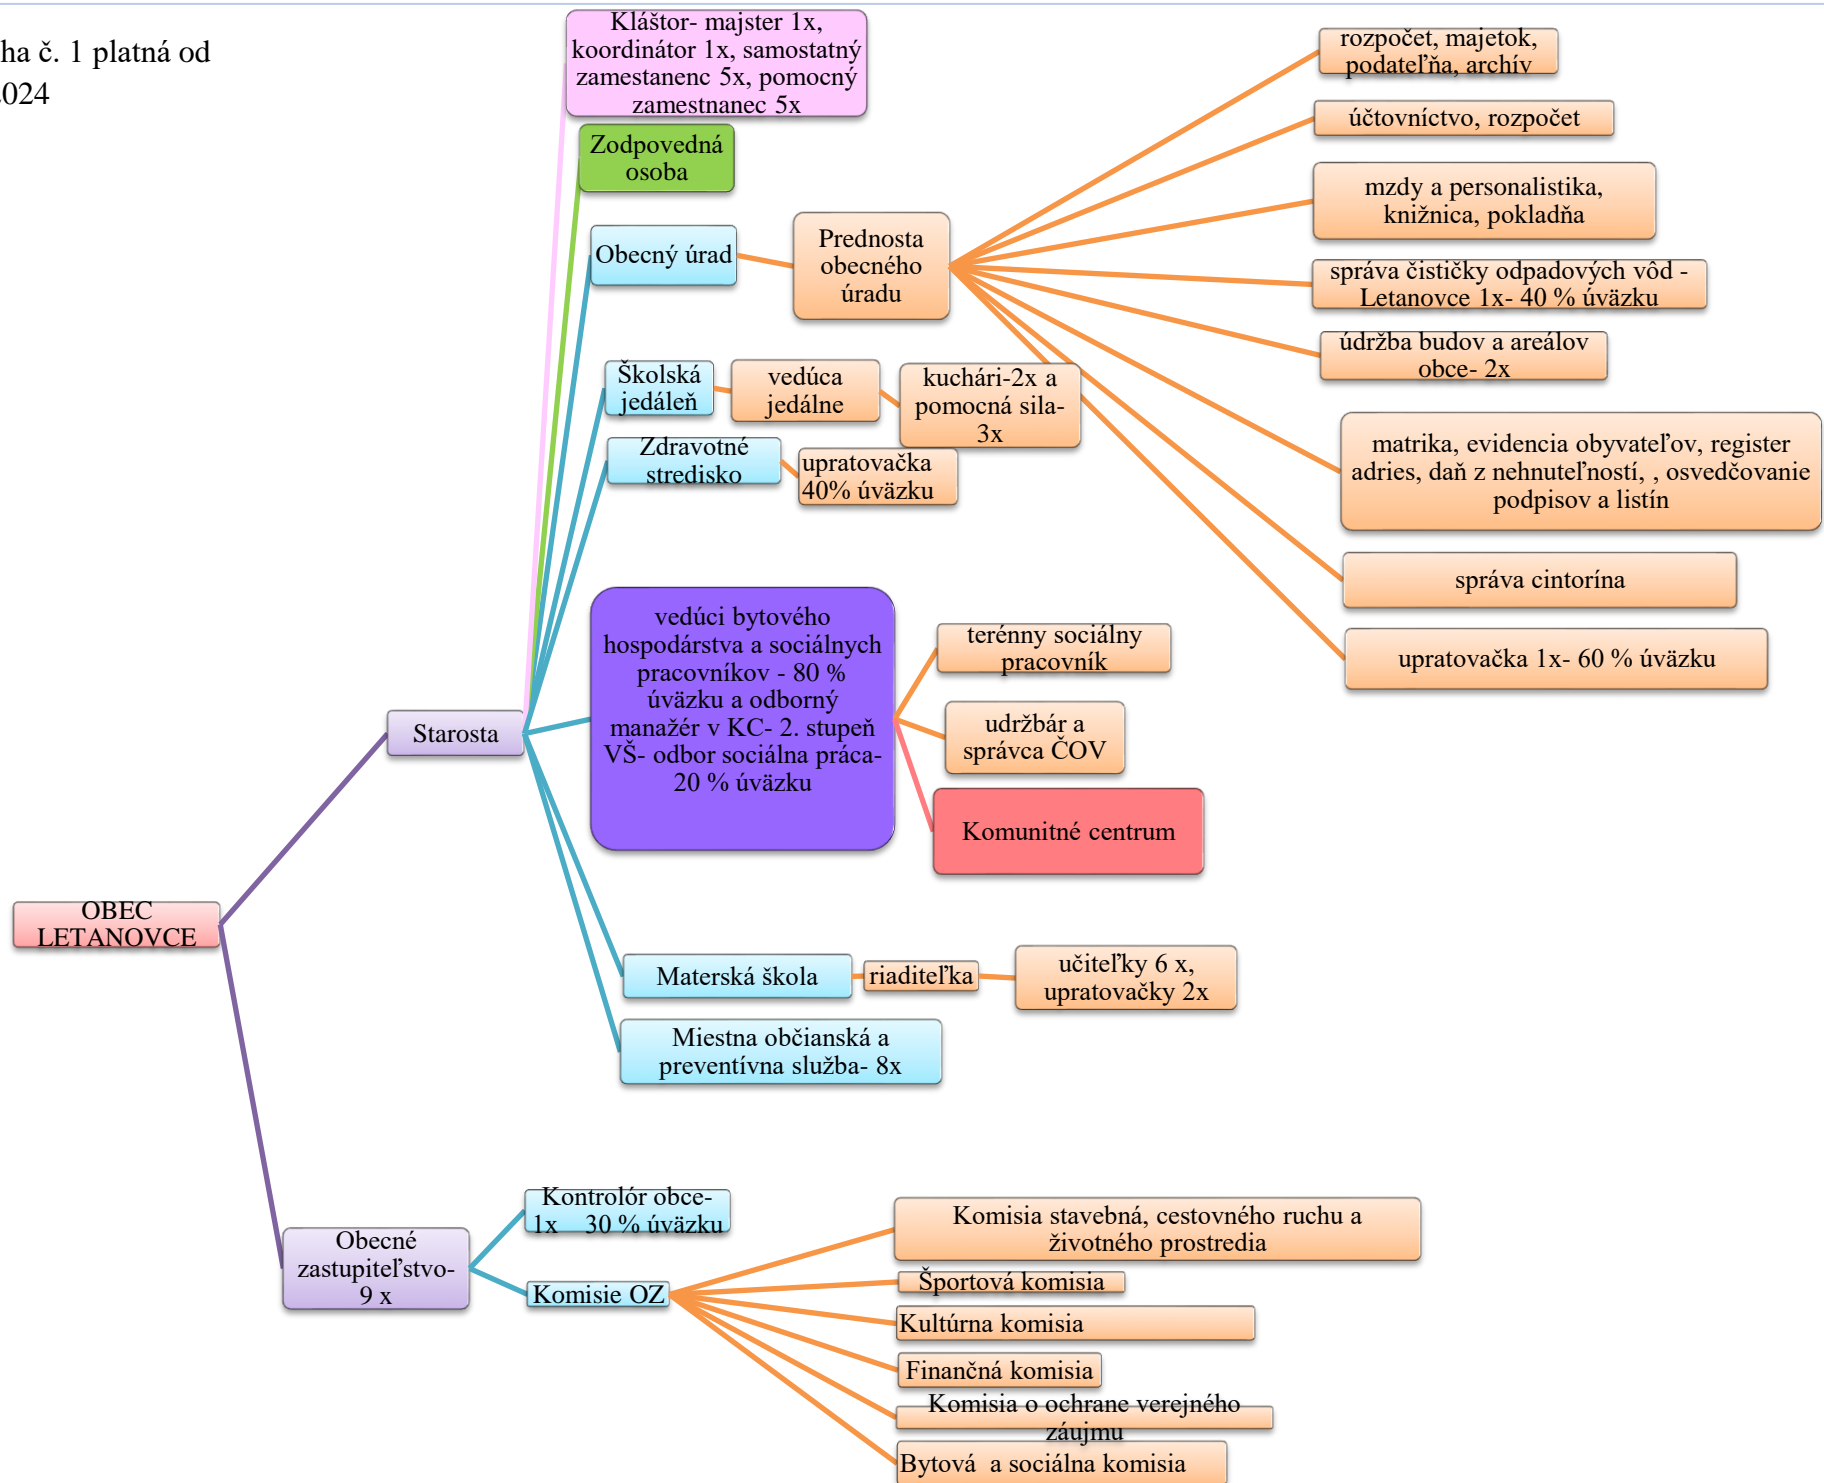 ha č. 1 platná od
2024
Kláštor- majster 1x,
koordinátor 1x, samostatný
zamestanenc 5x, pomocný
zamestnanec 5x
Zodpovedná
osoba
Obecný úrad
Prednosta
obecného
úradu
rozpočet, majetok,
podateľňa, archív
účtovníctvo, rozpočet
mzdy a personalistika,
knižnica, pokladňa
správa čističky odpadových vôd -
Letanovce 1x- 40 % úväzku
údržba budov a areálov
obce- 2x
matrika, evidencia obyvateľov, register
adries, daň z nehnuteľností, , osvedčovanie
podpisov a listín
správa cintorína
upratovačka 1x- 60 % úväzku
Školská
jedáleň
vedúca
jedálne
kuchári-2x a
pomocná sila-
3x
Zdravotné
stredisko
upratovačka
40% úväzku
vedúci bytového
hospodárstva a sociálnych
pracovníkov - 80 %
úväzku a odborný
manažér v KC- 2. stupeň
VŠ- odbor sociálna práca-
20 % úväzku
terénny sociálny
pracovník
udržbár a
správca ČOV
Komunitné centrum
Starosta
OBEC
LETANOVCE
Materská škola
riaditeľka
učiteľky 6 x,
upratovačky 2x
Miestna občianská a
preventívna služba- 8x
Obecné
zastupiteľstvo-
9 x
Kontrolór obce-
1x    30 % úväzku
Komisie OZ
Komisia stavebná, cestovného ruchu a
životného prostredia
Športová komisia
Kultúrna komisia
Finančná komisia
Komisia o ochrane verejného
záujmu
Bytová  a sociálna komisia